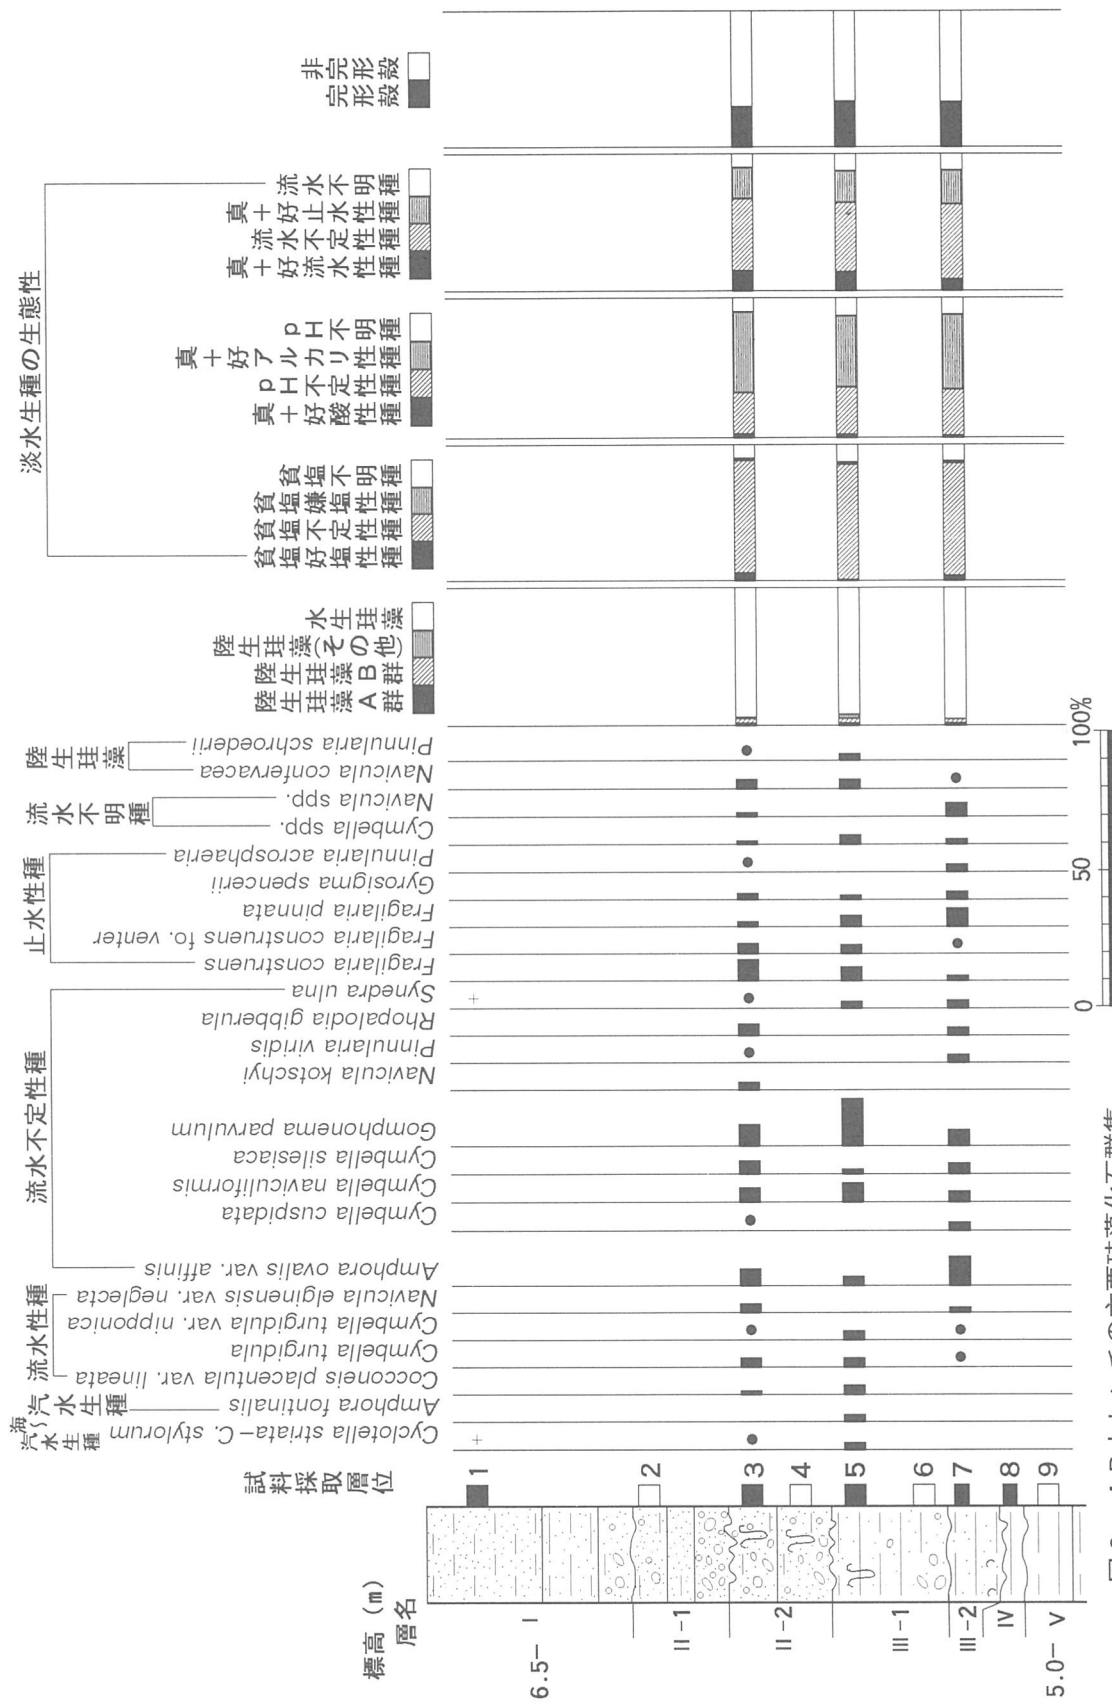 標高 (m)
層名
試料採取層位
6.5-
5.0-
I
II-1
II-2
III-1
III-2
IV
V
1
2
3
4
5
6
7
8
9
海〜汽水生種
Cyclotella striata-C. stylorum
汽水生種
Amphora fontinalis
流水性種
Cocconeis placentula var. lineata
Cymbella turgidula
Cymbella turgidula var. nipponica
Navicula elginensis var. neglecta
流水不定性種
Amphora ovalis var. affinis
Cymbella cuspidata
Cymbella naviculiformis
Cymbella silesiaca
Gomphonema parvulum
Navicula kotschyi
Pinnularia viridis
Rhopalodia gibberula
Synedra ulna
止水性種
Fragilaria construens
Fragilaria construens fo. venter
Fragilaria pinnata
Gyrosigma spencerii
Pinnularia acrosphaeria
流水不明種
Cymbella spp.
Navicula spp.
陸生珪藻
Navicula confervacea
Pinnularia schroederii
陸生珪藻A群
陸生珪藻B群
陸生珪藻(その他)
水生珪藻
淡水生種の生態性
貧塩好塩性種
貧塩不定性種
貧塩嫌塩性種
貧塩不明種
真+好酸性種
pH不定性種
真+好アルカリ性種
pH不明種
真+好流水性種
流水不定性種
真+好止水性種
流水不明種
完形殻
非完形殻
+
+
0
50
100%